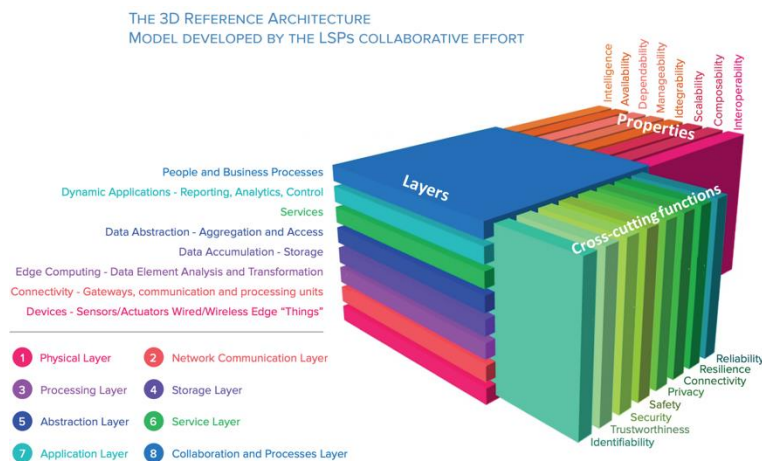 THE 3D REFERENCE ARCHITECTURE
MODEL DEVELOPED BY THE LSPS COLLABORATIVE EFFORT
Intelligence
Availability
Dependability
Manageability
Idtegrability
Scalability
Composability
Interoperability
Properties
Layers
Cross-cutting functions
People and Business Processes
Dynamic Applications - Reporting, Analytics, Control
Services
Data Abstraction - Aggregation and Access
Data Accumulation - Storage
Edge Computing - Data Element Analysis and Transformation
Connectivity - Gateways, communication and processing units
Devices - Sensors/Actuators Wired/Wireless Edge "Things"
1 Physical Layer
2 Network Communication Layer
3 Processing Layer
4 Storage Layer
5 Abstraction Layer
6 Service Layer
7 Application Layer
8 Collaboration and Processes Layer
Reliability
Resilience
Connectivity
Privacy
Safety
Security
Trustworthiness
Identifiability